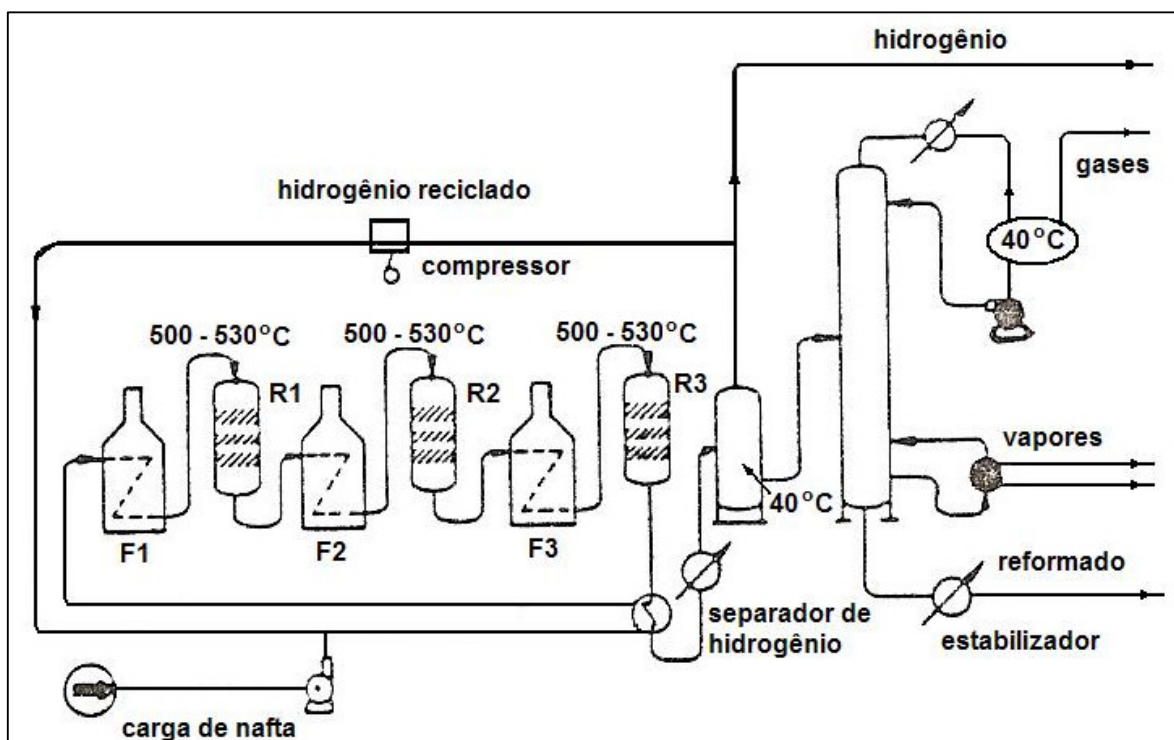 hidrogênio
gases
hidrogênio reciclado
40°C
compressor
500 - 530°C
500 - 530°C
500 - 530°C
R1
R2
R3
vapores
40°C
F1
F2
F3
reformado
separador de
hidrogênio
estabilizador
carga de nafta